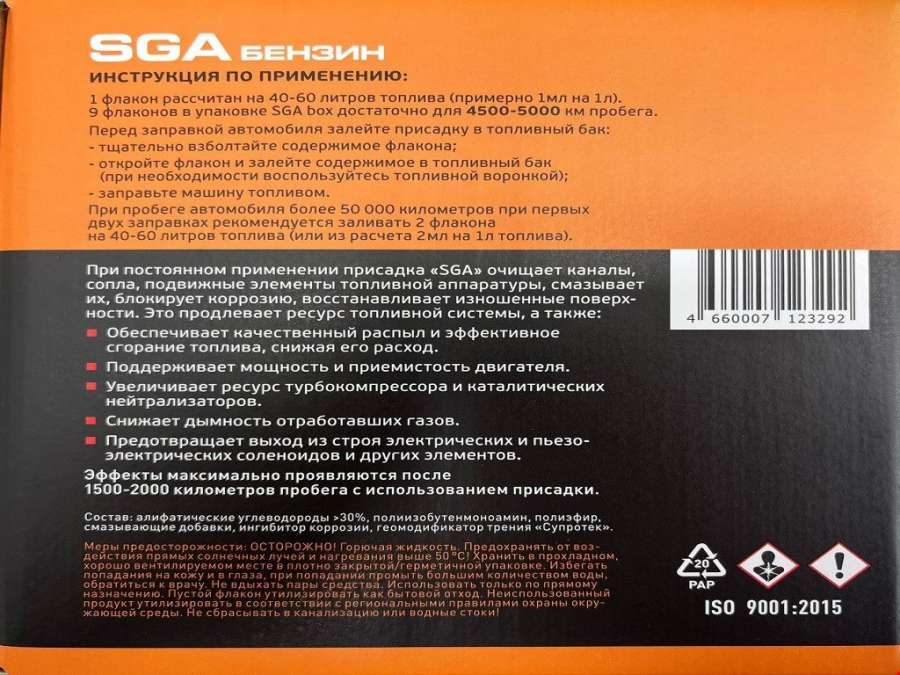 SGA БЕНЗИН
ИНСТРУКЦИЯ ПО ПРИМЕНЕНИЮ:
1 флакон рассчитан на 40-60 литров топлива (примерно 1мл на 1л).
9 флаконов в упаковке SGA box достаточно для 4500-5000 км пробега.
Перед заправкой автомобиля залейте присадку в топливный бак:
- тщательно взболтайте содержимое флакона;
- откройте флакон и залейте содержимое в топливный бак
(при необходимости воспользуйтесь топливной воронкой);
- заправьте машину топливом.
При пробеге автомобиля более 50 000 километров при первых
двух заправках рекомендуется заливать 2 флакона
на 40-60 литров топлива (или из расчета 2мл на 1л топлива).
При постоянном применении присадка «SGA» очищает каналы,
сопла, подвижные элементы топливной аппаратуры, смазывает
их, блокирует коррозию, восстанавливает изношенные поверх-
ности. Это продлевает ресурс топливной системы, а также:
Обеспечивает качественный распыл и эффективное
сгорание топлива, снижая его расход.
Поддерживает мощность и приемистость двигателя.
Увеличивает ресурс турбокомпрессора и каталитических
нейтрализаторов.
Снижает дымность отработавших газов.
Предотвращает выход из строя электрических и пьезо-
электрических соленоидов и других элементов.
Эффекты максимально проявляются после
1500-2000 километров пробега с использованием присадки.
Состав: алифатические углеводороды >30%, полиизобутенмоноамин, полиэфир,
смазывающие добавки, ингибитор коррозии, геомодификатор трения «Супротек».
Меры предосторожности: ОСТОРОЖНО! Горючая жидкость. Предохранять от воз-
действия прямых солнечных лучей и нагревания выше 50 °С! Хранить в прохладном,
хорошо вентилируемом месте в плотно закрытой/герметичной упаковке. Избегать
попадания на кожу и в глаза, при попадании промыть большим количеством воды,
обратиться к врачу. Не вдыхать пары средства. Использовать только по прямому
назначению. Пустой флакон утилизировать как бытовой отход. Неиспользованный
продукт утилизировать в соответствии с региональными правилами охраны окру-
жающей среды. Не сбрасывать в канализацию или водные стоки!
4 660007 123292
20
PAP
ISO 9001:2015